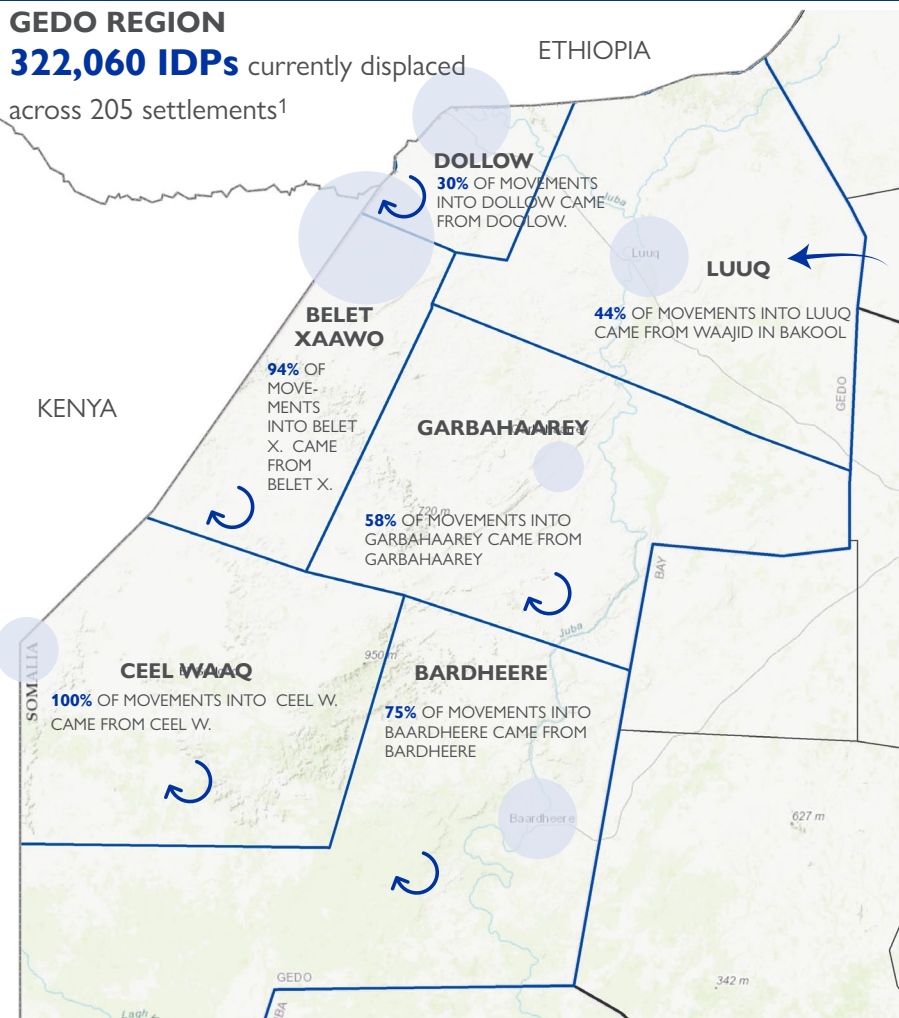 GEDO REGION
322,060 IDPs currently displaced
across 205 settlements¹
ETHIOPIA
DOLLOW
30% OF MOVEMENTS
INTO DOLLOW CAME
FROM DOOLOW.
Juba
Luuq
LUUQ
44% OF MOVEMENTS INTO LUUQ
CAME FROM WAAJID IN BAKOOL
BELET
XAAWO
94% OF
MOVE-
MENTS
INTO BELET
X. CAME
FROM
BELET X.
KENYA
GEDO
GARBAHAAREY
720 m
58% OF MOVEMENTS INTO
GARBAHAAREY CAME FROM
GARBAHAAREY
BAY
Juba
950 m
SOMALIA
CEEL WAAQ
100% OF MOVEMENTS INTO CEEL W.
CAME FROM CEEL W.
BARDHEERE
75% OF MOVEMENTS INTO
BAARDHEERE CAME FROM
BARDHEERE
Baardheere
627 m
GEDO
342 m
Lagh